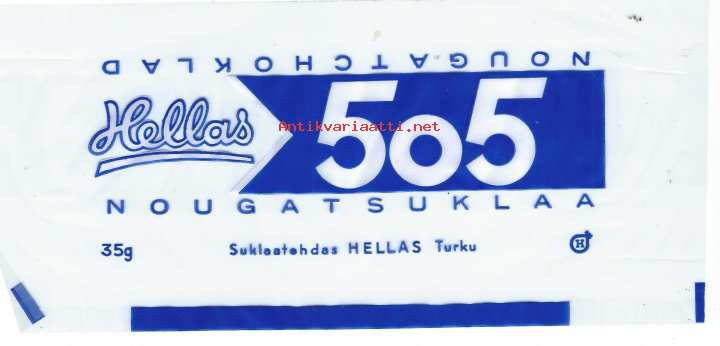 NOUGATCHOKLAD
Hellas 505
Antikvariaatti.net
NOUGATSUKLAA
35g Suklaatehdas HELLAS Turku H